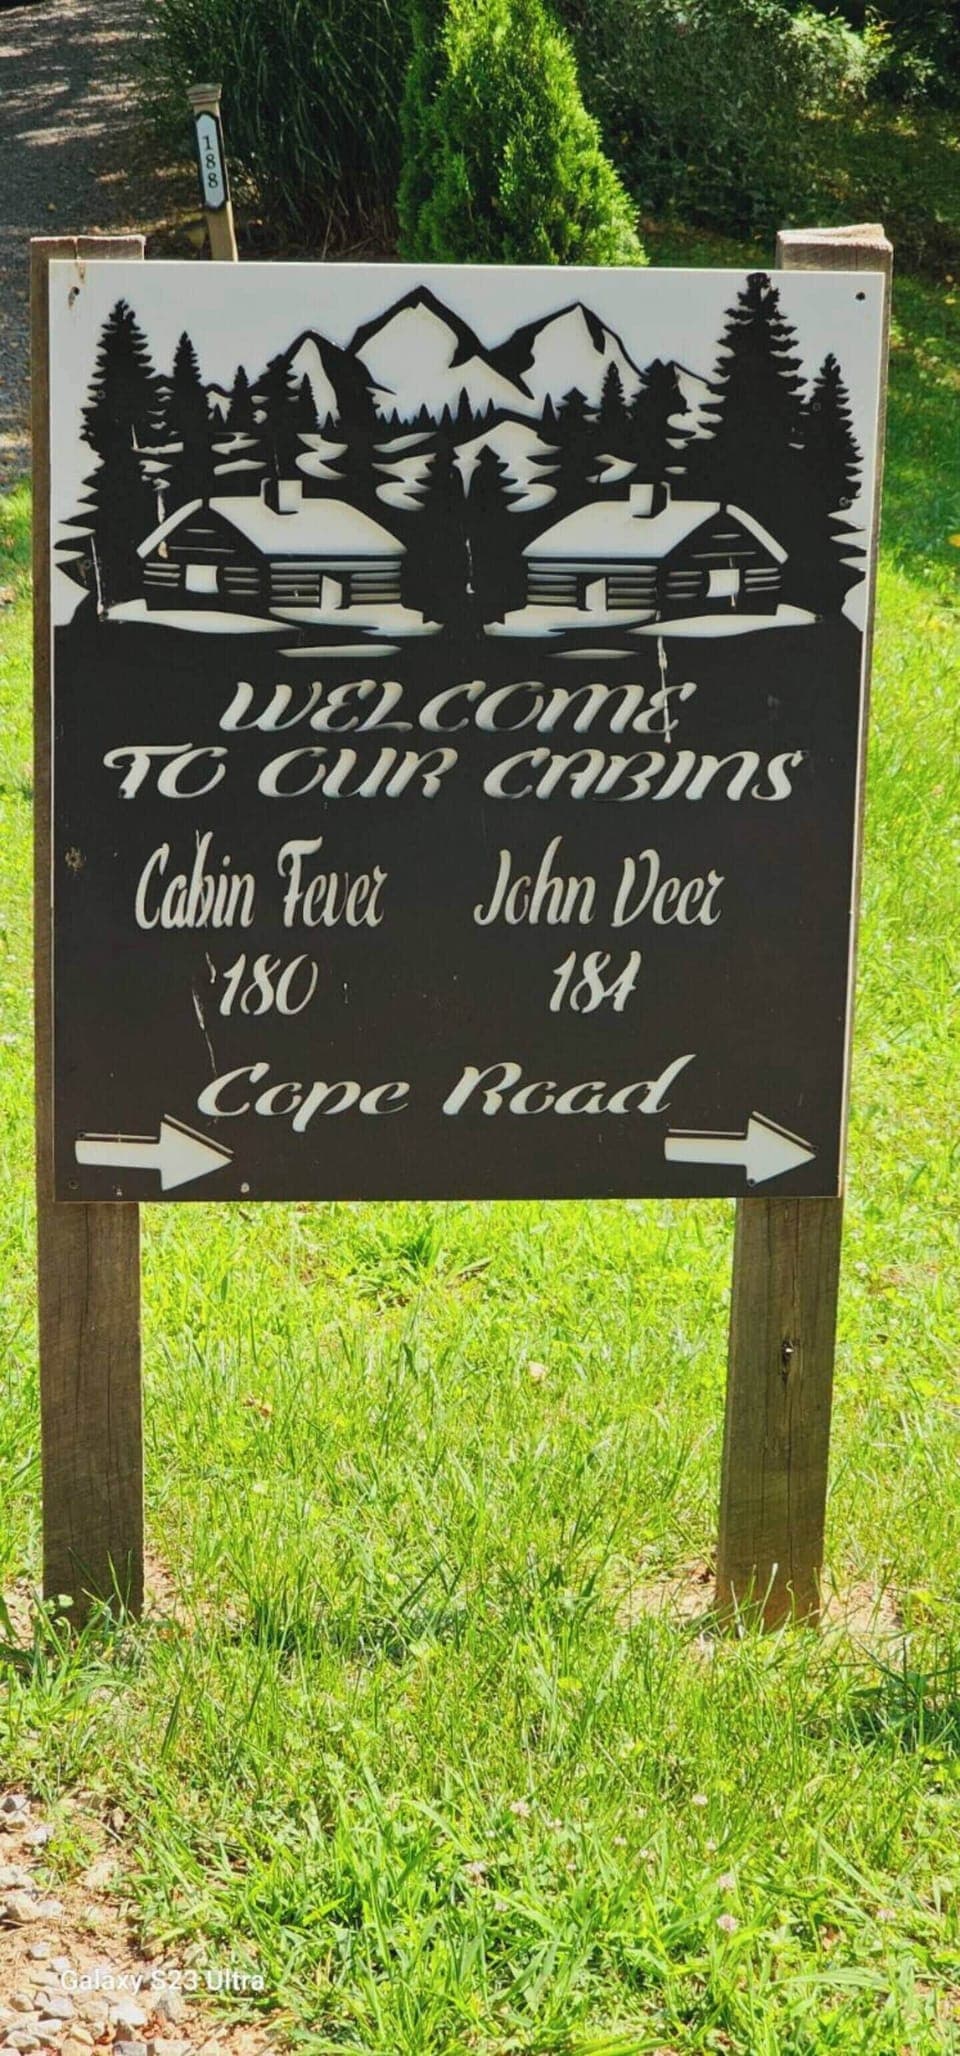 188
WELCOME
TO OUR CABINS
Cabin Fever John Deer
180 184
Cope Road
Galaxy S23 Ultra